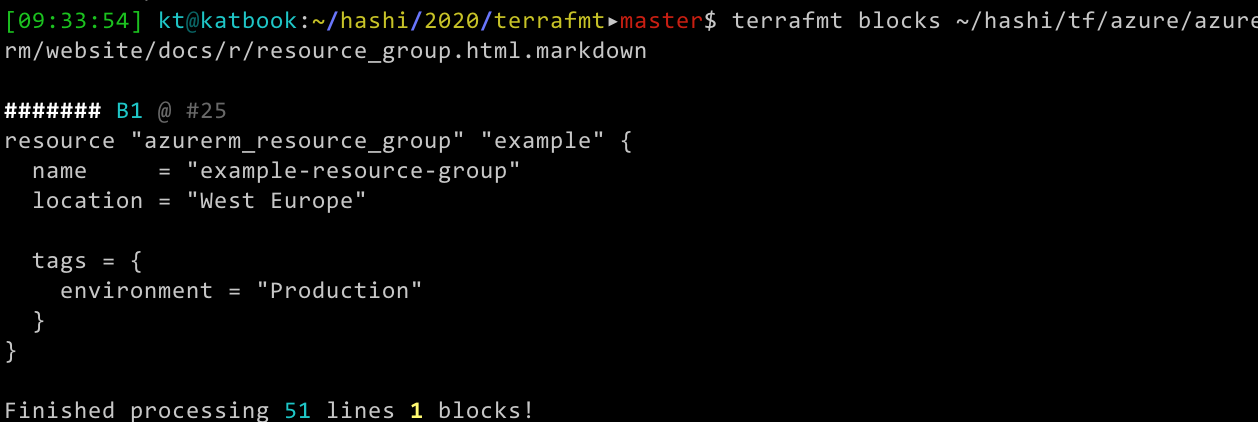 [09:33:54] kt@katbook:~/hashi/2020/terrafmt▸master$ terrafmt blocks ~/hashi/tf/azure/azure
rm/website/docs/r/resource_group.html.markdown

####### B1 @ #25
resource "azurerm_resource_group" "example" {
  name     = "example-resource-group"
  location = "West Europe"

  tags = {
    environment = "Production"
  }
}

Finished processing 51 lines 1 blocks!